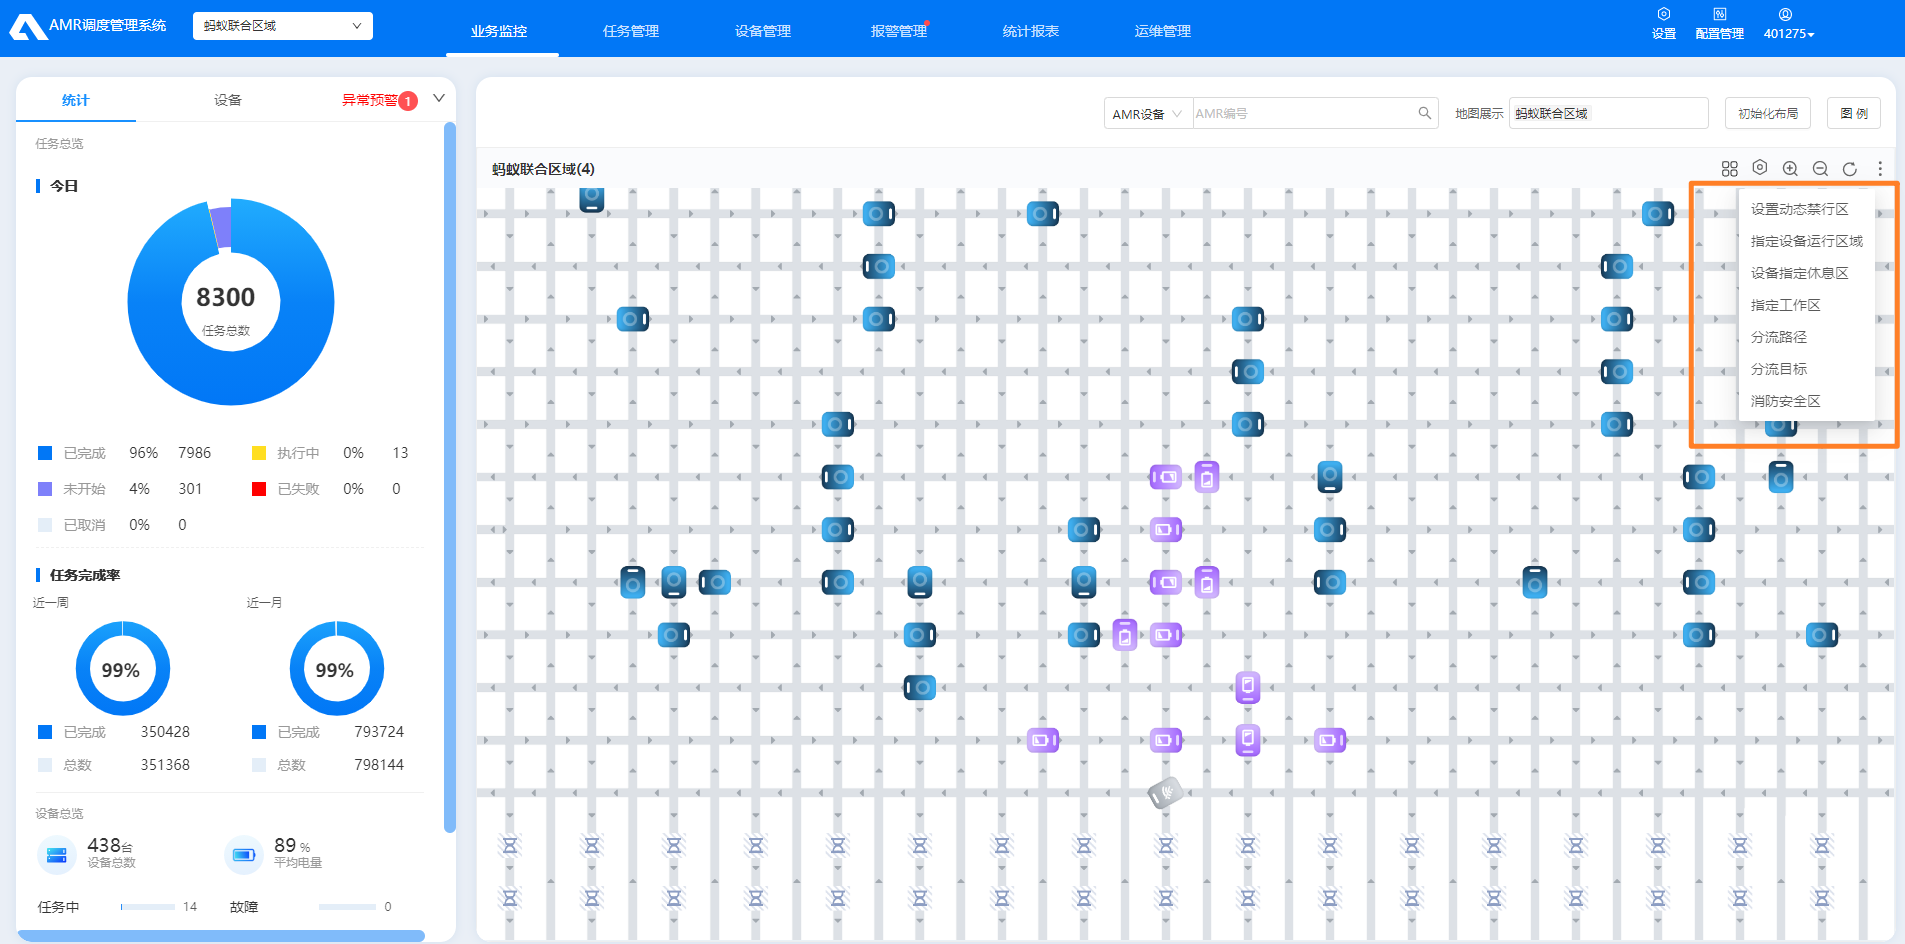 AMR调度管理系统
蚂蚁联合区域
业务监控
任务管理
设备管理
报警管理
统计报表
运维管理
设置
配置管理
401275
统计
设备
异常预警 1
AMR设备
AMR编号
地图展示
蚂蚁联合区域
初始化布局
图 例
任务总览
今日
8300
任务总数
已完成 96% 7986
执行中 0% 13
未开始 4% 301
已失败 0% 0
已取消 0% 0
任务完成率
近一周
近一月
99%
99%
已完成 350428
已完成 793724
总数 351368
总数 798144
设备总览
438台
设备总数
89 %
平均电量
任务中 14
故障 0
蚂蚁联合区域(4)
设置动态禁行区
指定设备运行区域
设备指定休息区
指定工作区
分流路径
分流目标
消防安全区